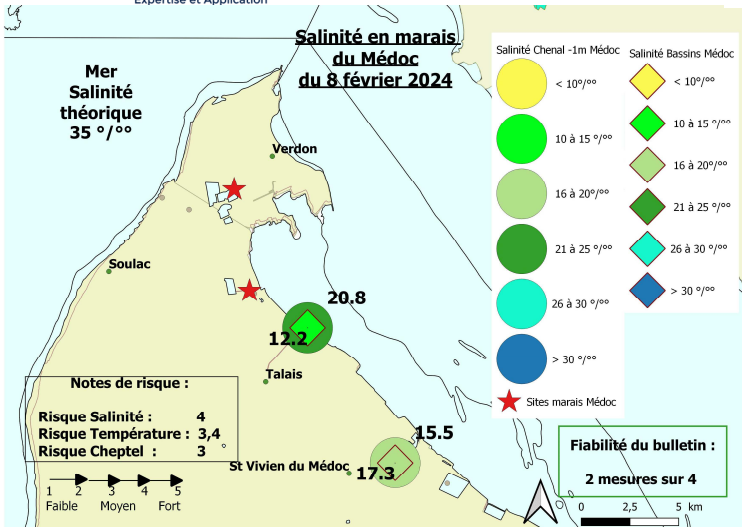 Expertise et Application
Salinité en marais
du Médoc
du 8 février 2024
Mer
Salinité
théorique
35 °/°°
Verdon
Soulac
20.8
12.2
Talais
15.5
17.3
St Vivien du Médoc
Notes de risque :
Risque Salinité : 4
Risque Température : 3,4
Risque Cheptel : 3
1 2 3 4 5
Faible Moyen Fort
Salinité Chenal -1m Médoc
< 10°/°°
10 à 15 °/°°
16 à 20°/°°
21 à 25 °/°°
26 à 30 °/°°
> 30 °/°°
Sites marais Médoc
Salinité Bassins Médoc
< 10°/°°
10 à 15 °/°°
16 à 20°/°°
21 à 25 °/°°
26 à 30 °/°°
> 30 °/°°
Fiabilité du bulletin :
2 mesures sur 4
0 2,5 5 km